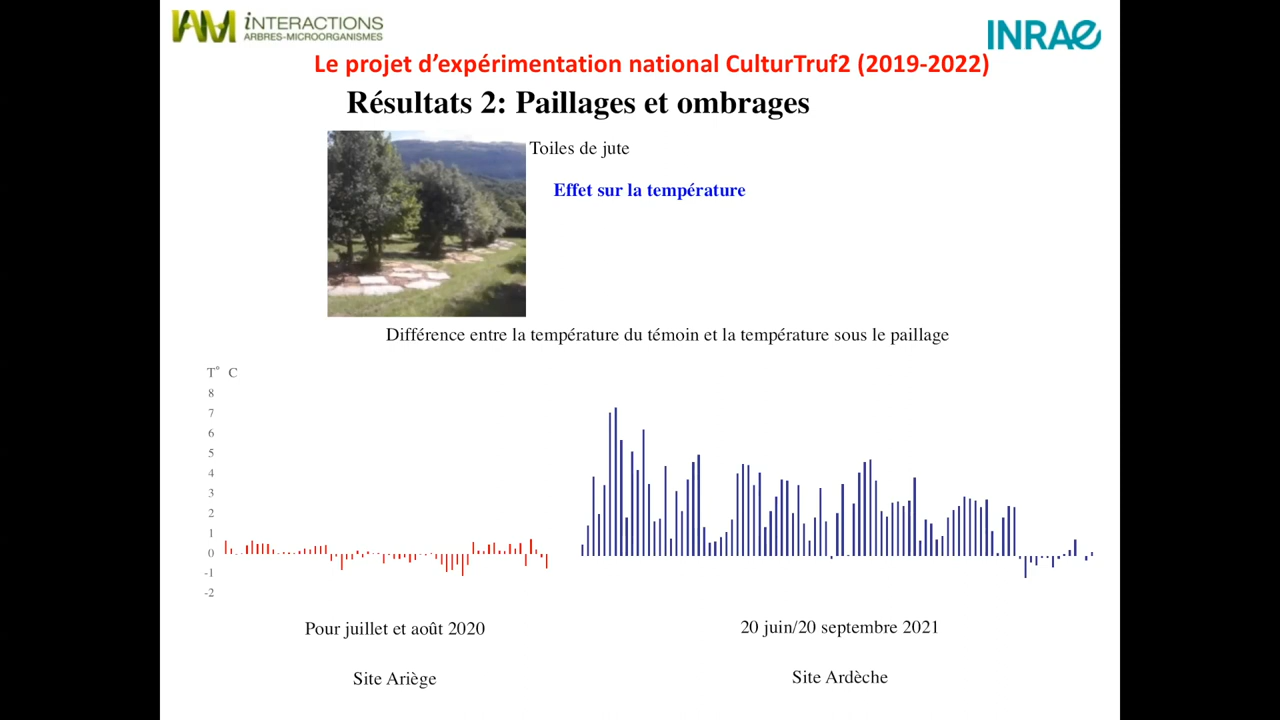 iNTERACTIONS
ARBRES-MICROORGANISMES
INRAE
Le projet d'expérimentation national CulturTruf2 (2019-2022)
Résultats 2: Paillages et ombrages
Toiles de jute
Effet sur la température
Différence entre la température du témoin et la température sous le paillage
T° C
8
7
6
5
4
3
2
1
0
-1
-2
Pour juillet et août 2020
20 juin/20 septembre 2021
Site Ariège
Site Ardèche